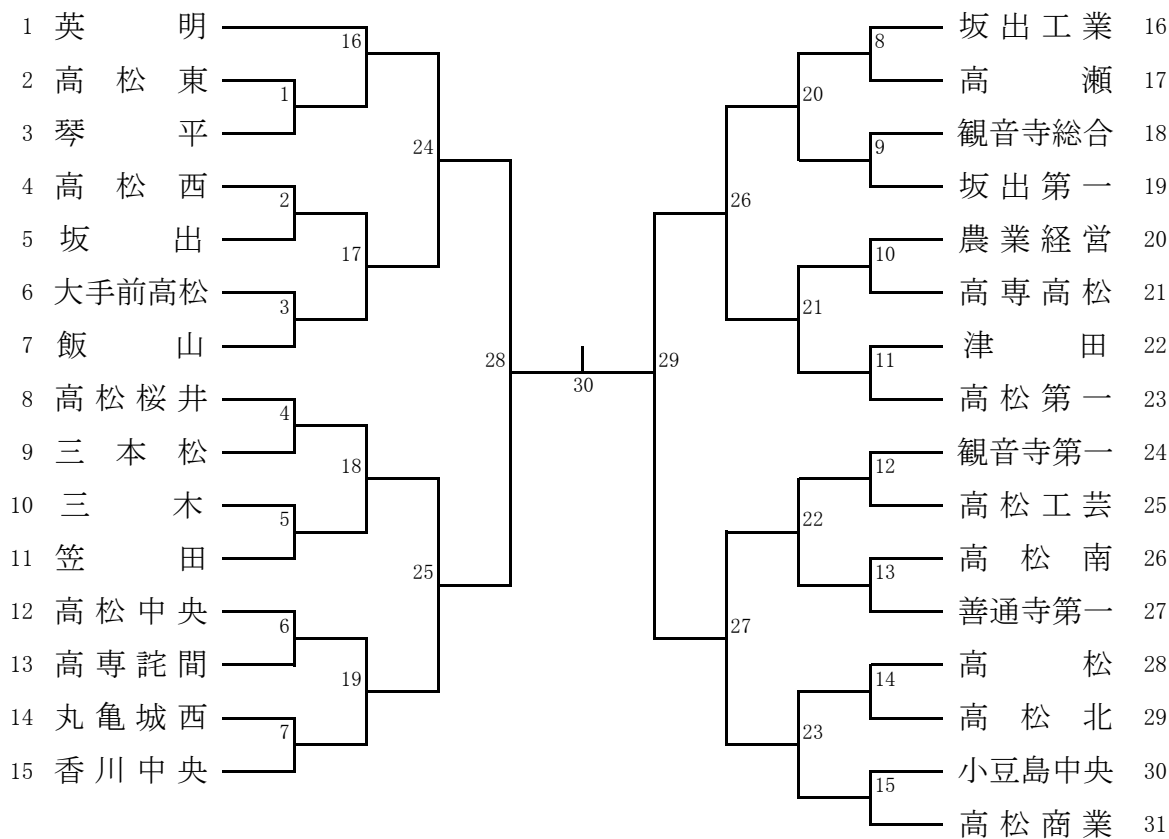 1 英明
2 高松東
3 琴平
4 高松西
5 坂出
6 大手前高松
7 飯山
8 高松桜井
9 三本松
10 三木
11 笠田
12 高松中央
13 高専詫間
14 丸亀城西
15 香川中央
16
1
24
2
17
3
28
4
18
5
25
6
19
7
30
坂出工業 16
高瀬 17
観音寺総合 18
坂出第一 19
農業経営 20
高専高松 21
津田 22
高松第一 23
観音寺第一 24
高松工芸 25
高松南 26
善通寺第一 27
高松 28
高松北 29
小豆島中央 30
高松商業 31
8
20
9
26
10
21
11
29
12
22
13
27
14
23
15